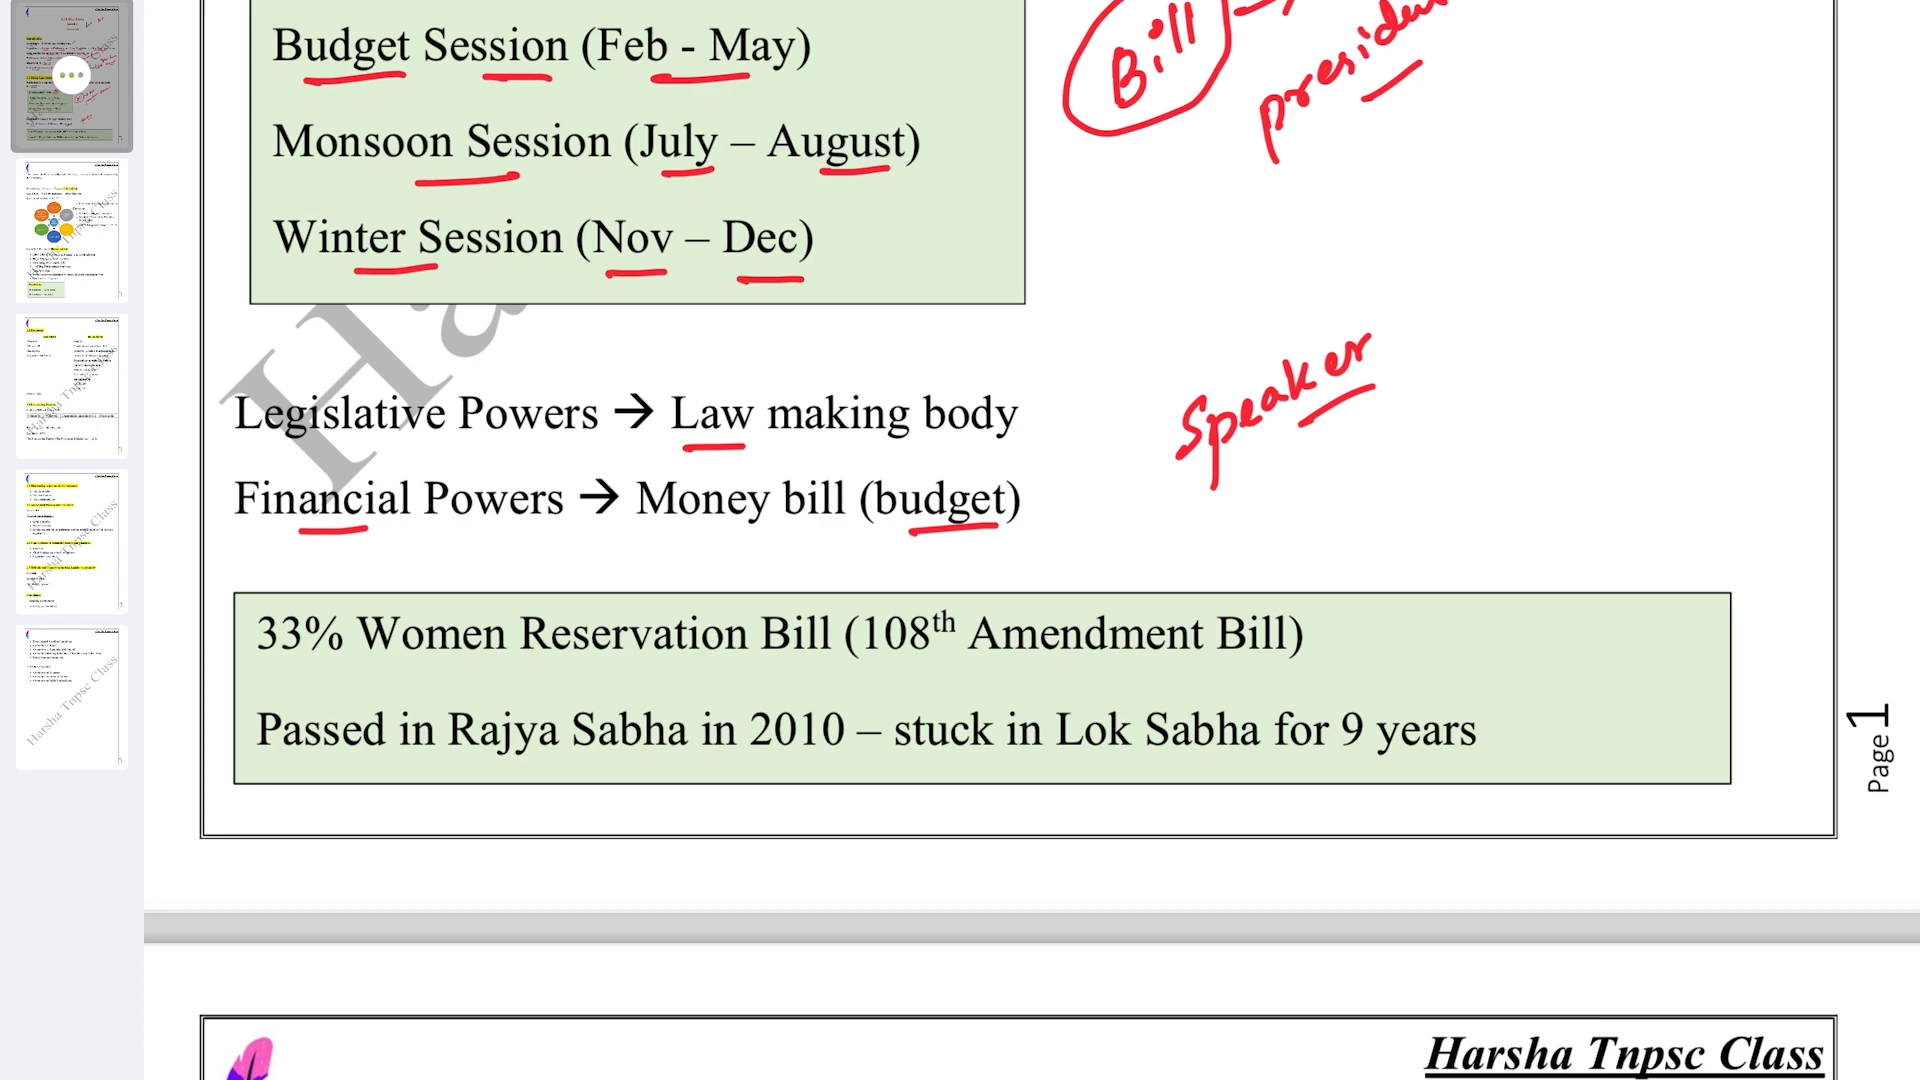 Budget Session (Feb - May)
Bill
president
Monsoon Session (July – August)
Winter Session (Nov – Dec)
Ha
Speaker
Legislative Powers → Law making body
Financial Powers → Money bill (budget)
33% Women Reservation Bill (108th Amendment Bill)
Passed in Rajya Sabha in 2010 – stuck in Lok Sabha for 9 years
Page 1
Harsha Tnpsc Class